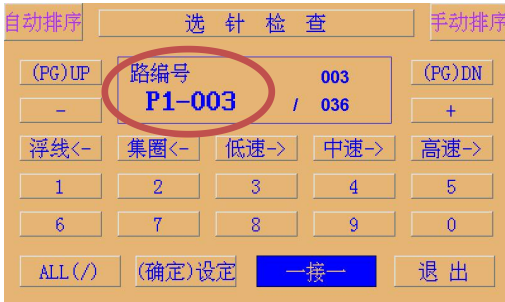 自动排序 选针检查 手动排序
(PG)UP 路编号 003 (PG)DN
- P1-003 / 036 +
浮线<- 集圈<- 低速-> 中速-> 高速->
1 2 3 4 5
6 7 8 9 0
ALL(/) (确定)设定 一接一 退出